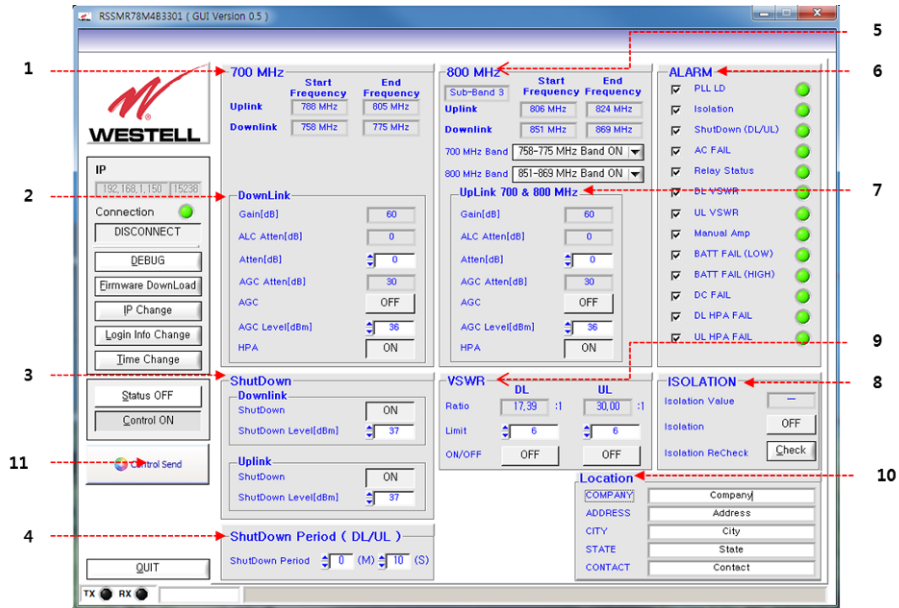 RSSMR78M4B3301 ( GUI Version 0.5 )
1
2
3
11
4
5
6
7
9
8
10
WESTELL
IP
192,168,1,150 15238
Connection
DISCONNECT
DEBUG
Firmware DownLoad
IP Change
Login Info Change
Time Change
Status OFF
Control ON
Control Send
QUIT
TX RX
700 MHz
Start Frequency End Frequency
Uplink 788 MHz 805 MHz
Downlink 758 MHz 775 MHz
DownLink
Gain[dB] 60
ALC Atten[dB] 0
Atten[dB] 0
AGC Atten[dB] 30
AGC OFF
AGC Level[dBm] 36
HPA ON
ShutDown
Downlink
ShutDown ON
ShutDown Level[dBm] 37
Uplink
ShutDown ON
ShutDown Level[dBm] 37
ShutDown Period ( DL/UL )
ShutDown Period 0 (M) 10 (S)
800 MHz
Sub-Band 3 Start Frequency End Frequency
Uplink 806 MHz 824 MHz
Downlink 851 MHz 869 MHz
700 MHz Band 758-775 MHz Band ON
800 MHz Band 851-869 MHz Band ON
UpLink 700 & 800 MHz
Gain[dB] 60
ALC Atten[dB] 0
Atten[dB] 0
AGC Atten[dB] 30
AGC OFF
AGC Level[dBm] 36
HPA ON
VSWR
DL UL
Ratio 17,39 :1 30,00 :1
Limit 6 6
ON/OFF OFF OFF
ALARM
PLL LD
Isolation
ShutDown (DL/UL)
AC FAIL
Relay Status
DL VSWR
UL VSWR
Manual Amp
BATT FAIL (LOW)
BATT FAIL (HIGH)
DC FAIL
DL HPA FAIL
UL HPA FAIL
ISOLATION
Isolation Value —
Isolation OFF
Isolation ReCheck Check
Location
COMPANY Company
ADDRESS Address
CITY City
STATE State
CONTACT Contact